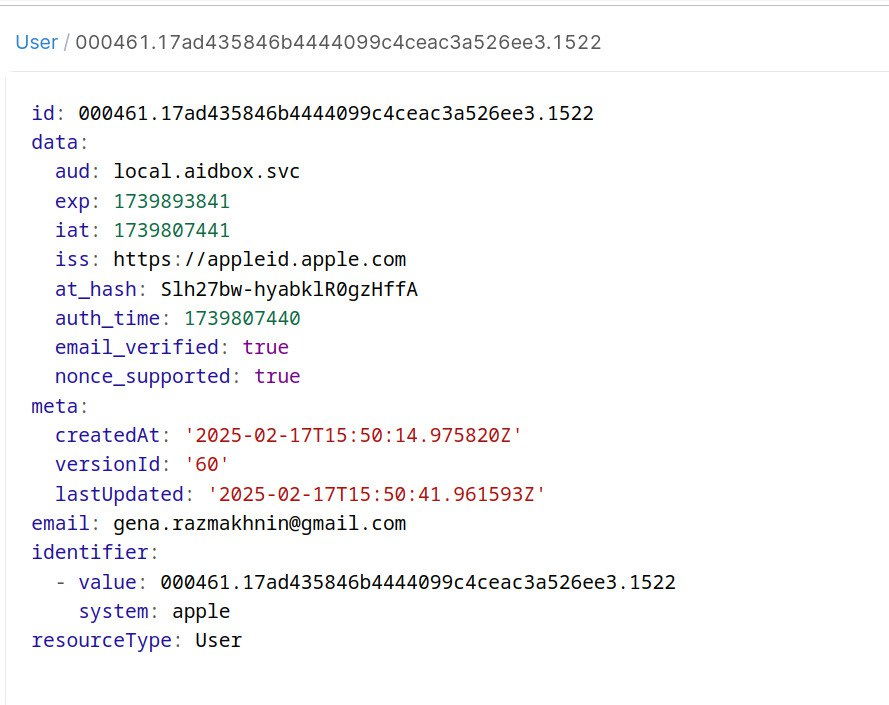 User / 000461.17ad435846b4444099c4ceac3a526ee3.1522
id: 000461.17ad435846b4444099c4ceac3a526ee3.1522
data:
  aud: local.aidbox.svc
  exp: 1739893841
  iat: 1739807441
  iss: https://appleid.apple.com
  at_hash: Slh27bw-hyabklR0gzHffA
  auth_time: 1739807440
  email_verified: true
  nonce_supported: true
meta:
  createdAt: '2025-02-17T15:50:14.975820Z'
  versionId: '60'
  lastUpdated: '2025-02-17T15:50:41.961593Z'
email: gena.razmakhnin@gmail.com
identifier:
  - value: 000461.17ad435846b4444099c4ceac3a526ee3.1522
    system: apple
resourceType: User